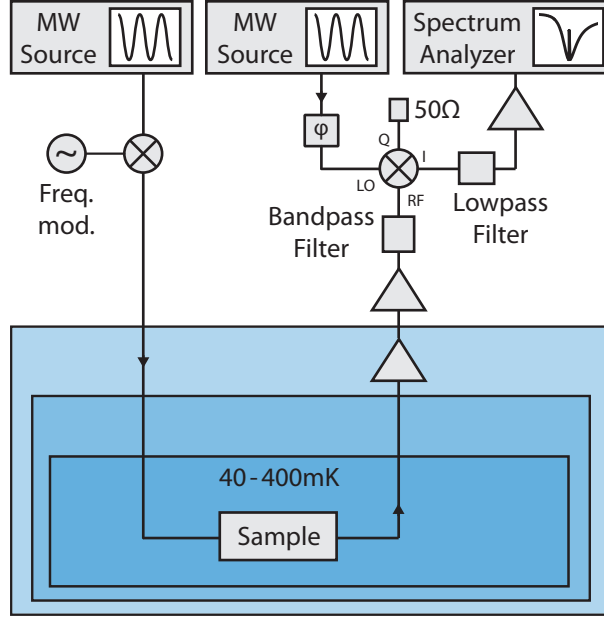 MW
Source
MW
Source
Spectrum
Analyzer
50Ω
φ
Q
I
~
LO
RF
Freq.
mod.
Bandpass
Filter
Lowpass
Filter
40-400mK
Sample